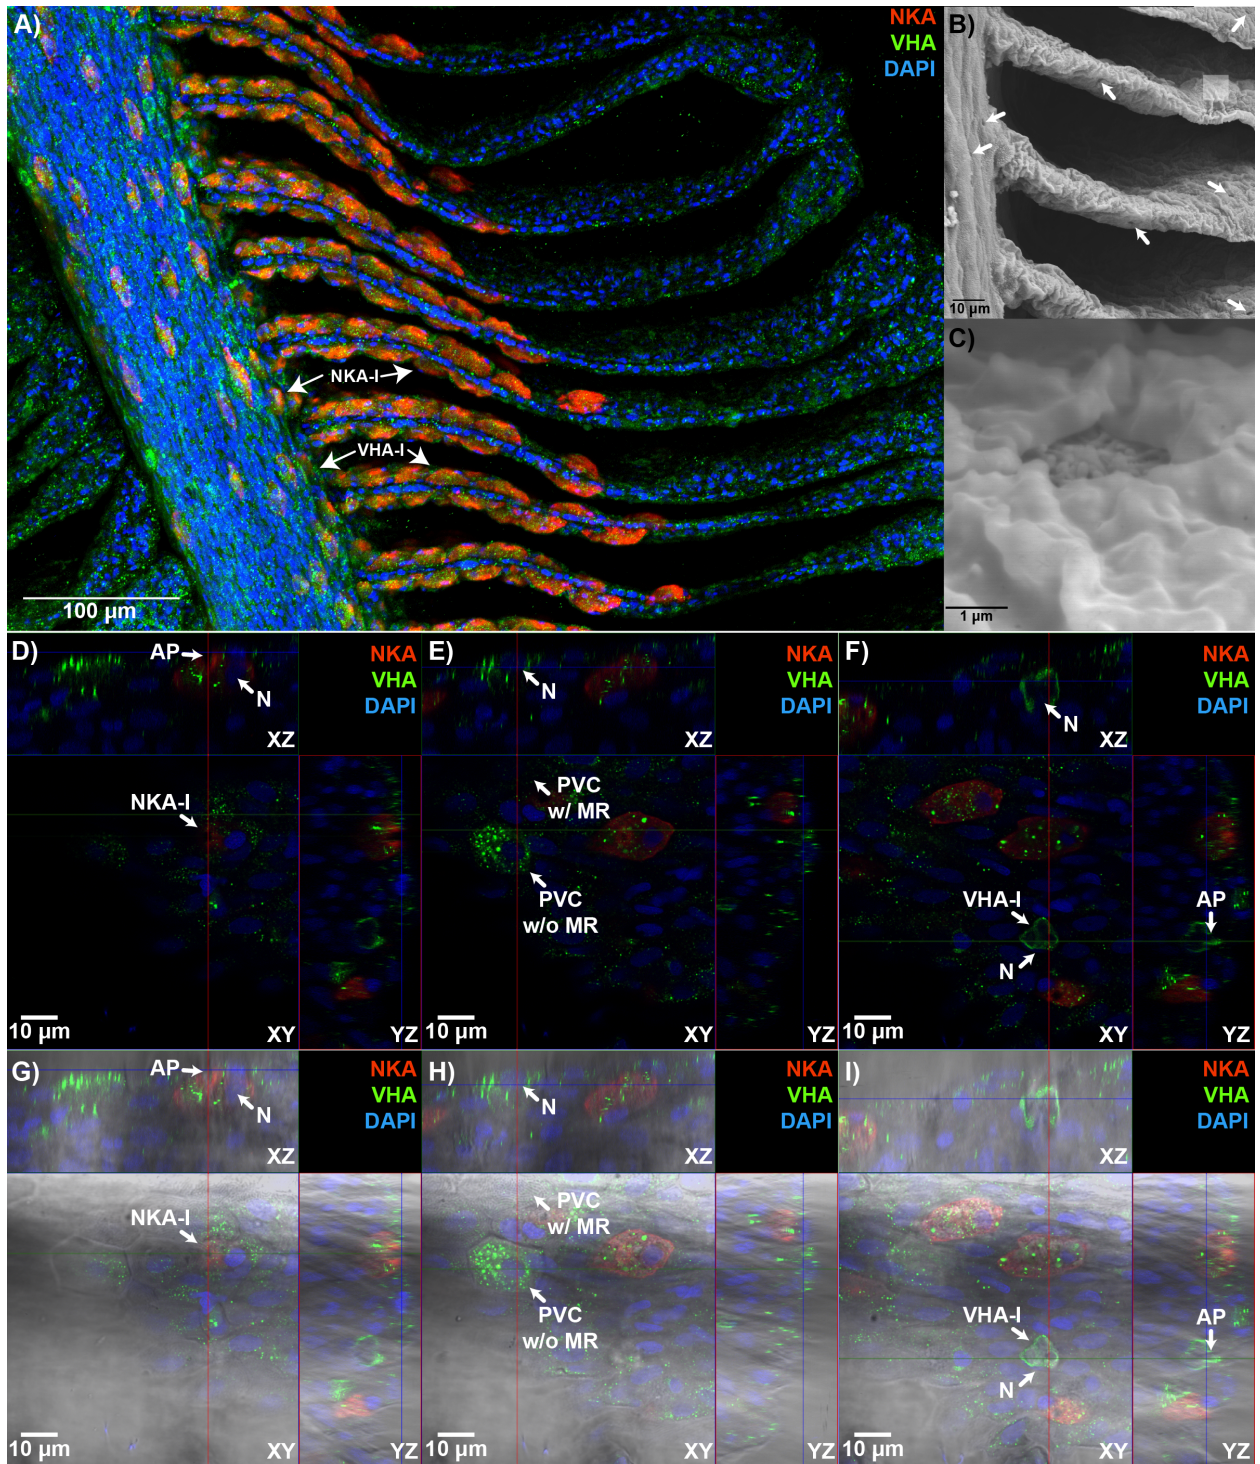 A)
NKA
VHA
DAPI
NKA-I
VHA-I
100 µm
B)
10 µm
C)
1 µm
D)
AP
N
NKA
VHA
DAPI
XZ
NKA-I
10 µm
XY
YZ
E)
N
NKA
VHA
DAPI
XZ
PVC
w/ MR
PVC
w/o MR
10 µm
XY
YZ
F)
N
NKA
VHA
DAPI
XZ
VHA-I
N
AP
10 µm
XY
YZ
G)
AP
N
NKA
VHA
DAPI
XZ
NKA-I
10 µm
XY
YZ
H)
N
NKA
VHA
DAPI
XZ
PVC
w/ MR
PVC
w/o MR
10 µm
XY
YZ
I)
NKA
VHA
DAPI
XZ
VHA-I
N
AP
10 µm
XY
YZ